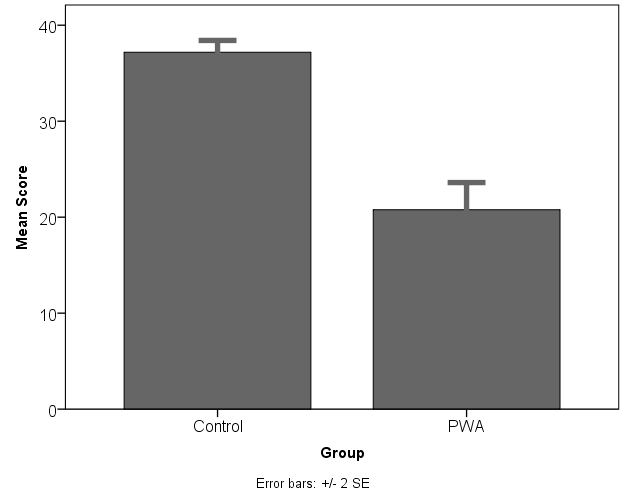 40
30
20
10
0
Mean Score
Control
PWA
Group
Error bars: +/- 2 SE